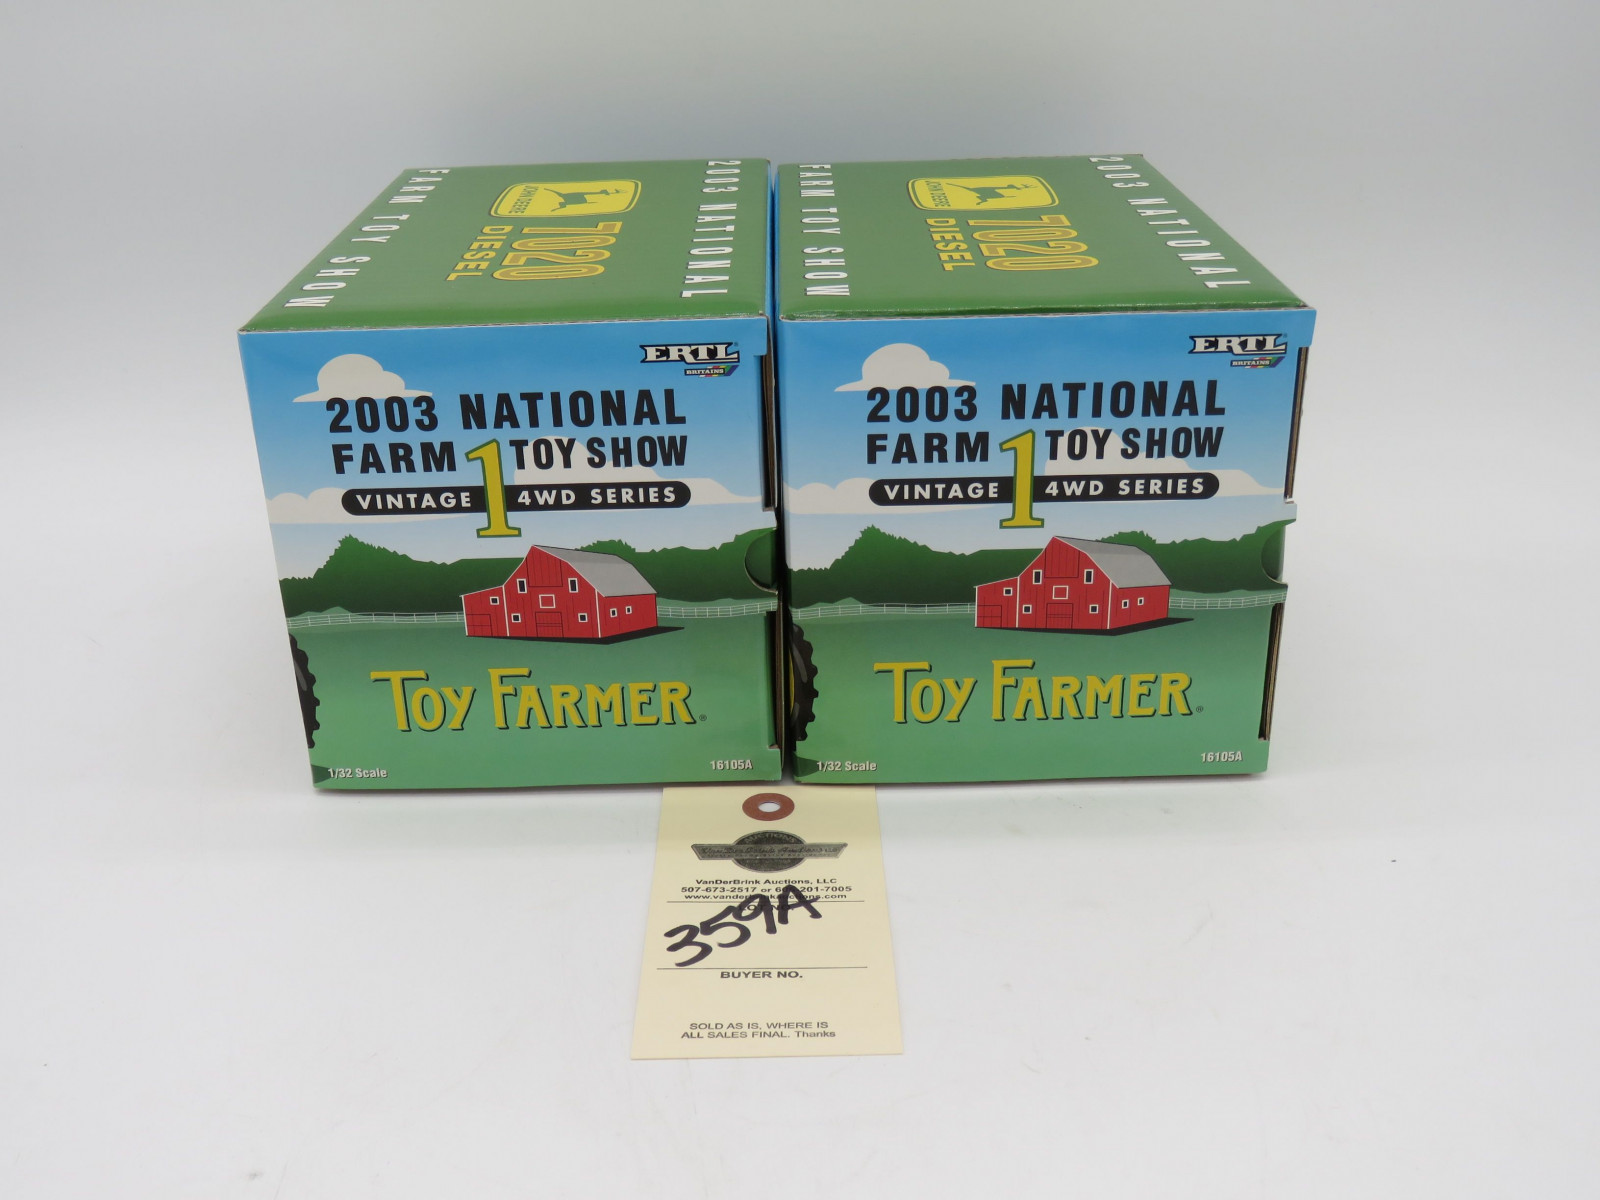 2003 NATIONAL
FARM TOY SHOW
JOHN DEERE
7020
DIESEL
2003 NATIONAL
FARM TOY SHOW
JOHN DEERE
7020
DIESEL
ERTL
BRITAINS
2003 NATIONAL
FARM 1 TOY SHOW
VINTAGE 4WD SERIES
TOY FARMER®
1/32 Scale
16105A
ERTL
BRITAINS
2003 NATIONAL
FARM 1 TOY SHOW
VINTAGE 4WD SERIES
TOY FARMER®
1/32 Scale
16105A
VanDerBrink Auctions, LLC
507-673-2517 or 201-7005
359A
BUYER NO.
SOLD AS IS, WHERE IS
ALL SALES FINAL. Thanks